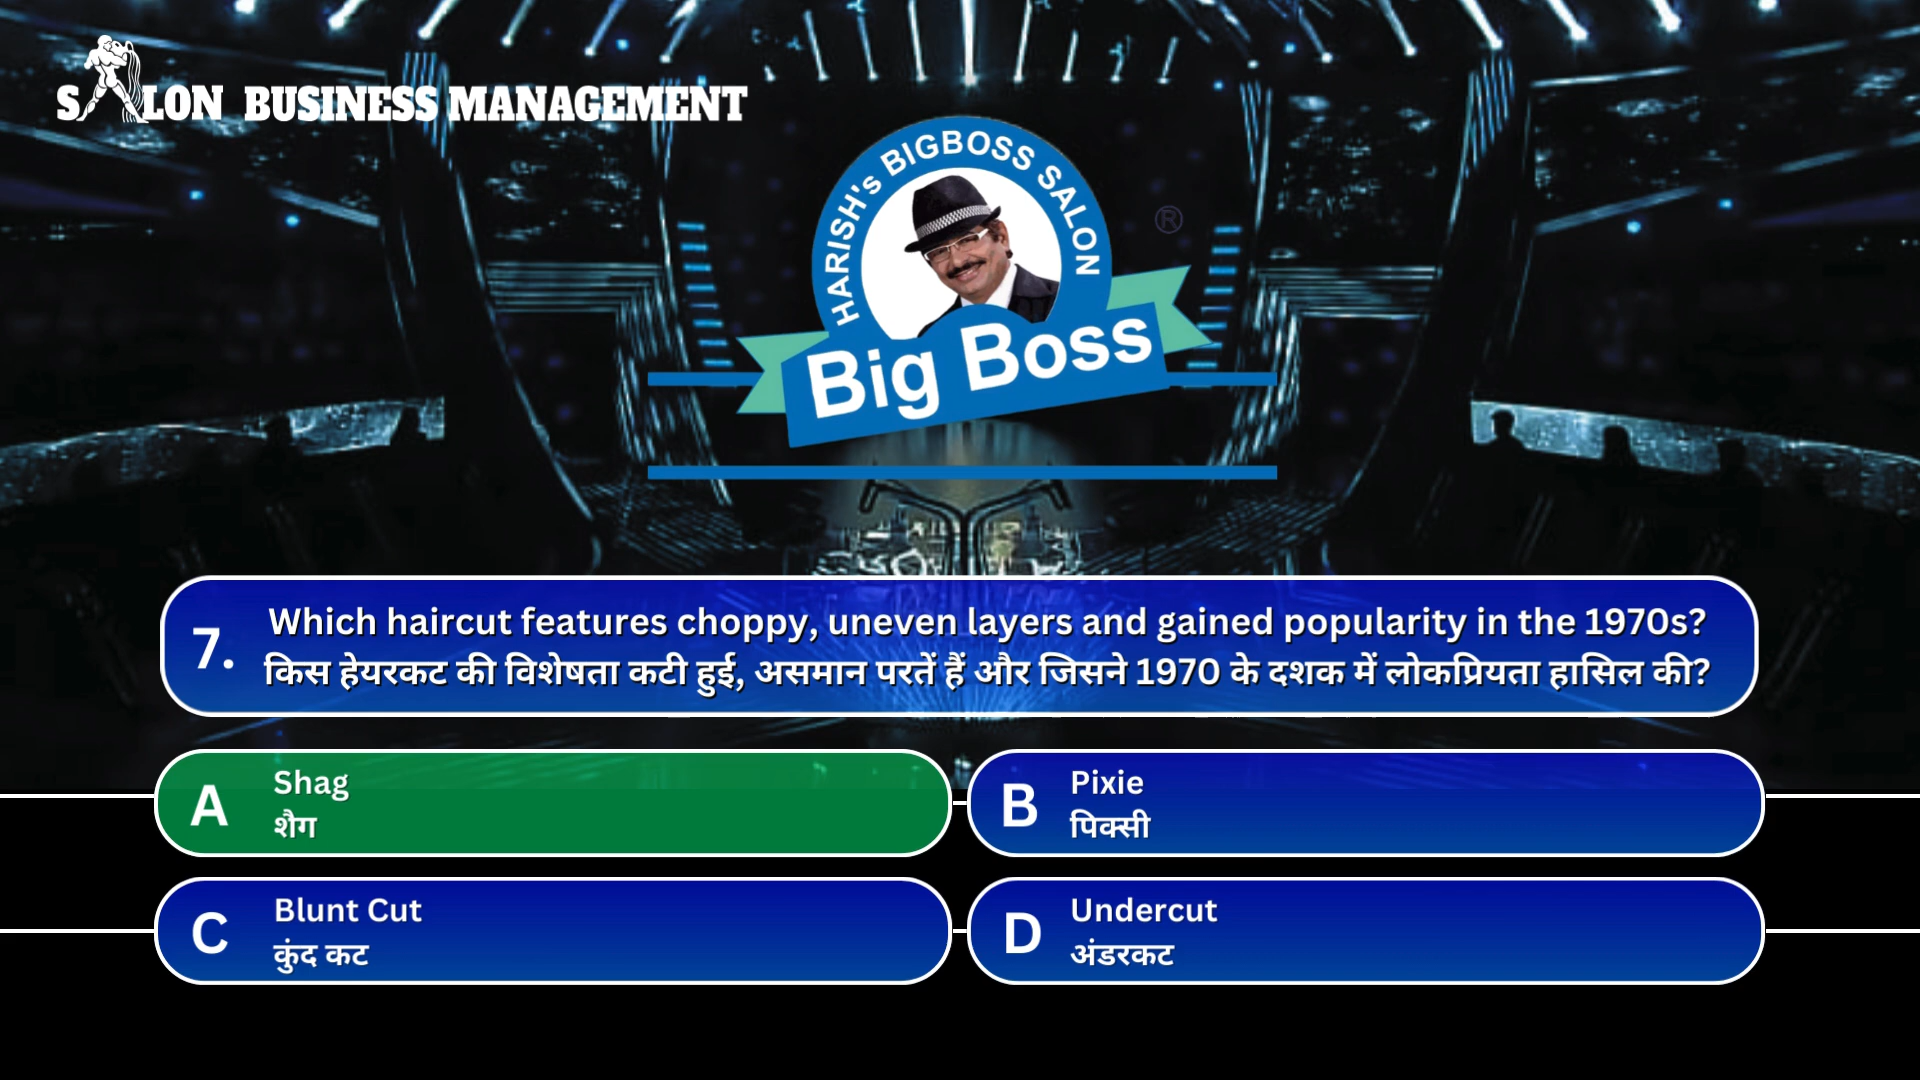 SALON BUSINESS MANAGEMENT
HARISH's BIGBOSS SALON
®
Big Boss
7.
Which haircut features choppy, uneven layers and gained popularity in the 1970s?
किस हेयरकट की विशेषता कटी हुई, असमान परतें हैं और जिसने 1970 के दशक में लोकप्रियता हासिल की?
A
Shag
शैग
B
Pixie
पिक्सी
C
Blunt Cut
कुंद कट
D
Undercut
अंडरकट